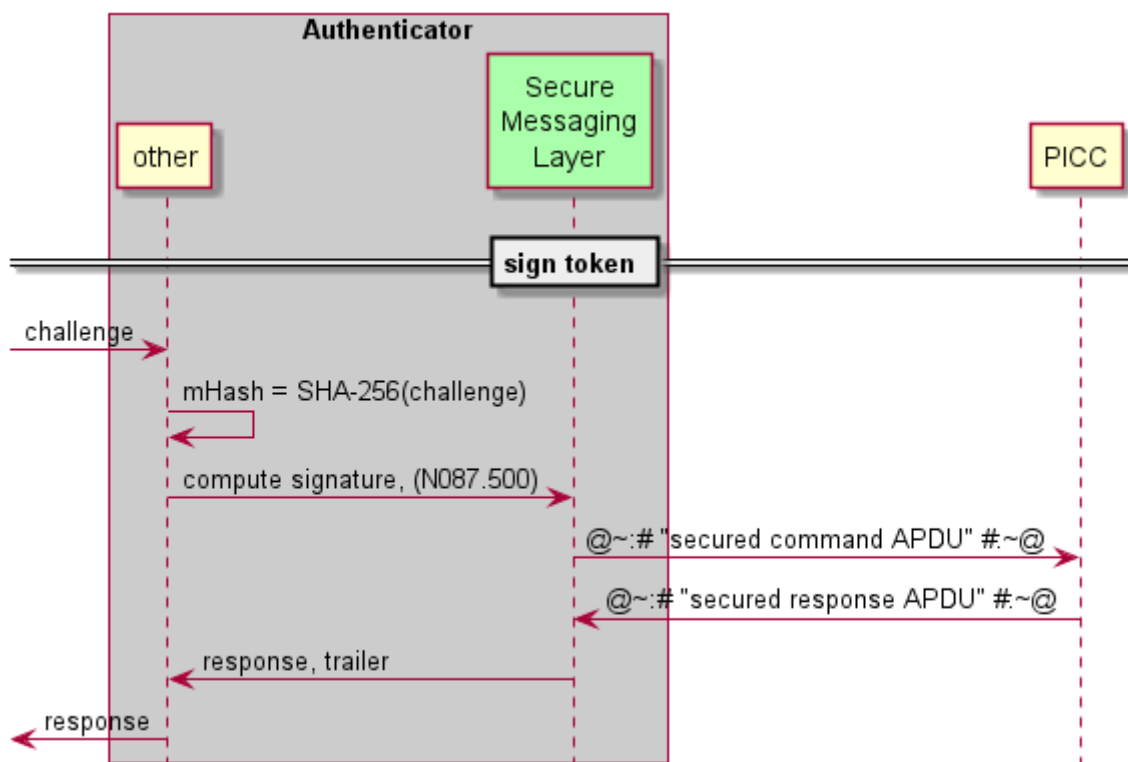 Authenticator
Secure
Messaging
Layer
other
PICC
sign token
challenge
mHash = SHA-256(challenge)
compute signature, (N087.500)
@~:# "secured command APDU" #:~@
@~:# "secured response APDU" #:~@
response, trailer
response